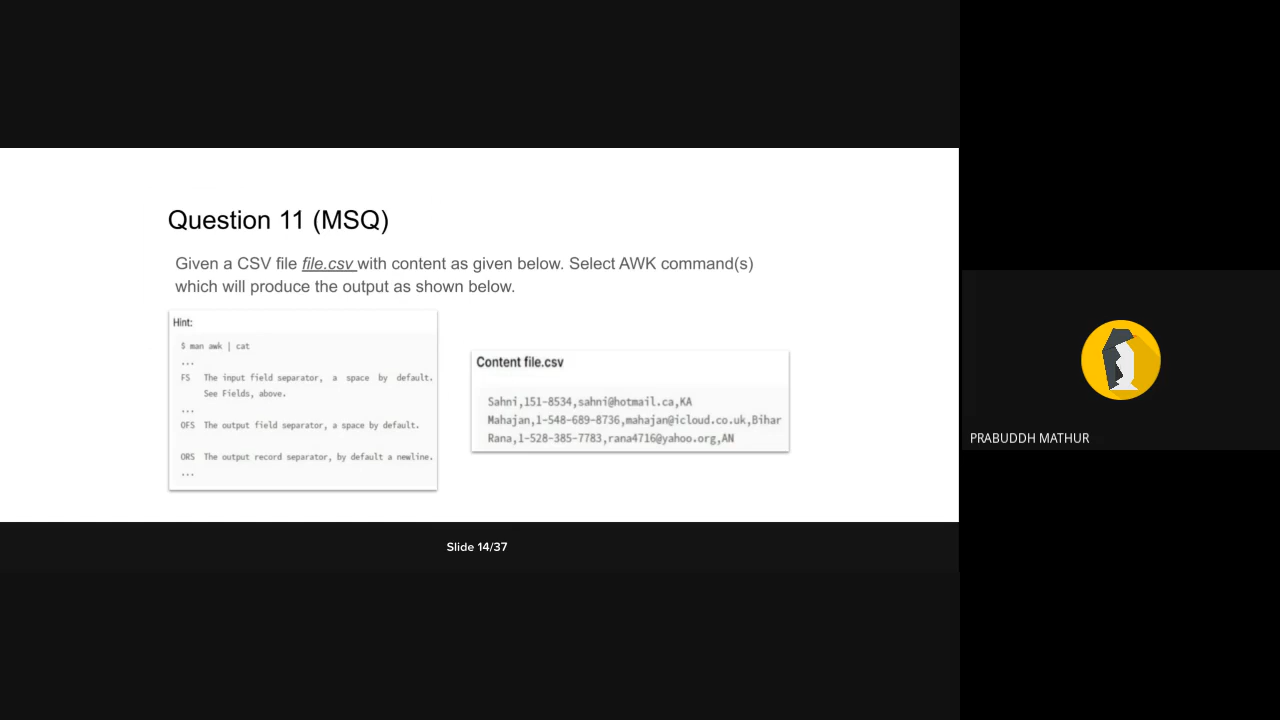 Question 11 (MSQ)
Given a CSV file file.csv with content as given below. Select AWK command(s)
which will produce the output as shown below.
Hint:
$ man awk | cat
...
FS The input field separator, a space by default.
See Fields, above.
...
OFS The output field separator, a space by default.
ORS The output record separator, by default a newline.
...
Content file.csv
Sahni,151-8534,sahni@hotmail.ca,KA
Mahajan,1-548-689-8736,mahajan@icloud.co.uk,Bihar
Rana,1-528-385-7783,rana4716@yahoo.org,AN
Slide 14/37
PRABUDDH MATHUR